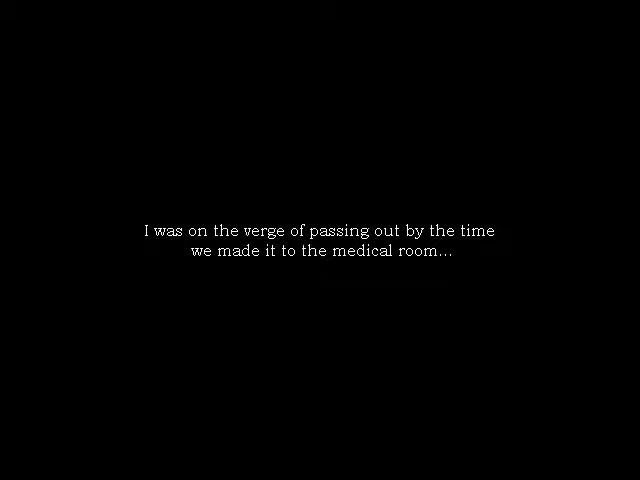 I was on the verge of passing out by the time
we made it to the medical room...